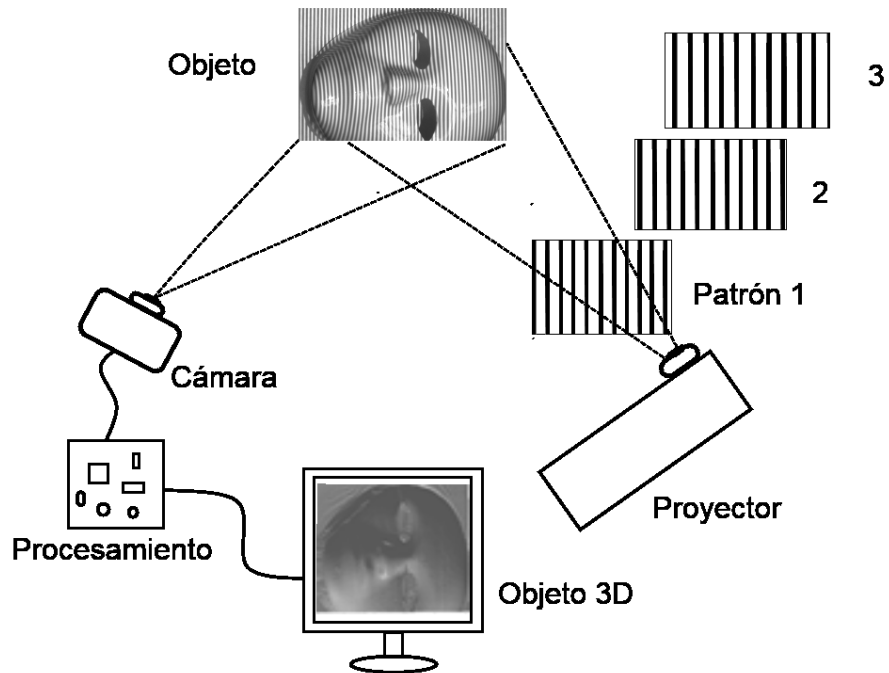 Objeto
3
2
Patrón 1
Cámara
Procesamiento
Proyector
Objeto 3D